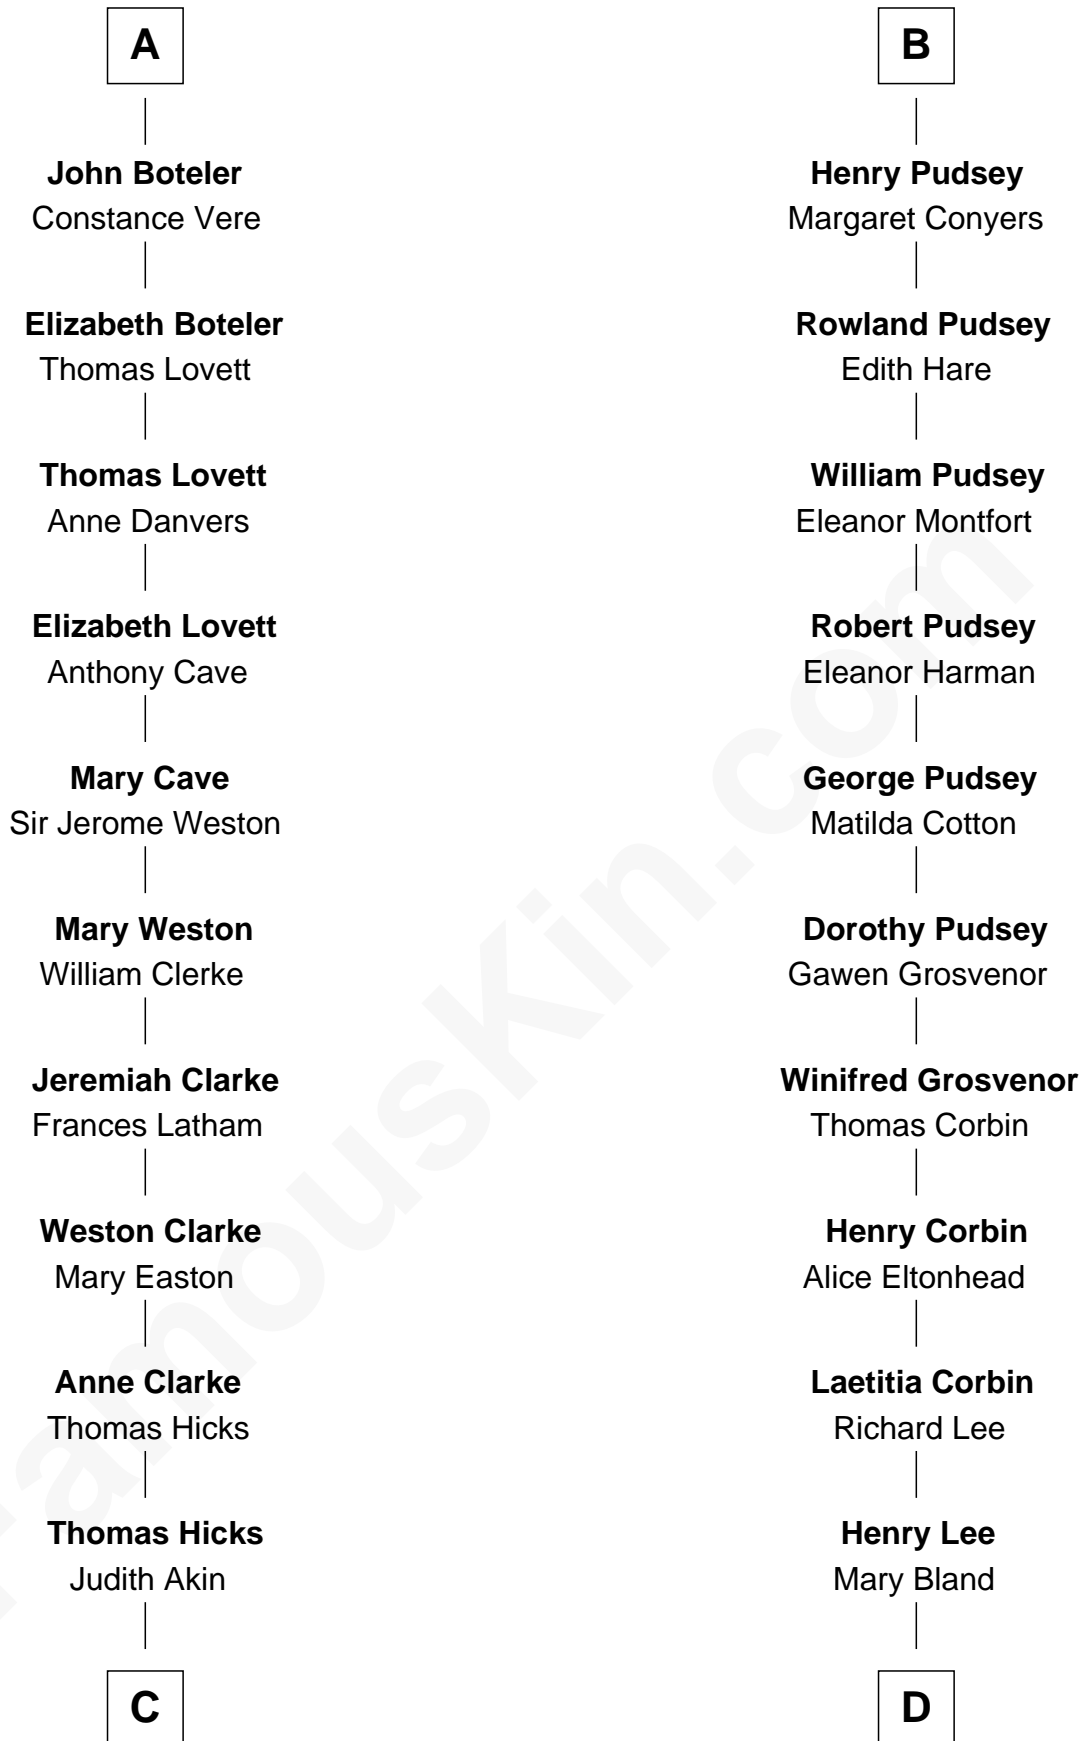 A
John Boteler
Constance Vere
Elizabeth Boteler
Thomas Lovett
Thomas Lovett
Anne Danvers
Elizabeth Lovett
Anthony Cave
Mary Cave
Sir Jerome Weston
Mary Weston
William Clerke
Jeremiah Clarke
Frances Latham
Weston Clarke
Mary Easton
Anne Clarke
Thomas Hicks
Thomas Hicks
Judith Akin
C
B
Henry Pudsey
Margaret Conyers
Rowland Pudsey
Edith Hare
William Pudsey
Eleanor Montfort
Robert Pudsey
Eleanor Harman
George Pudsey
Matilda Cotton
Dorothy Pudsey
Gawen Grosvenor
Winifred Grosvenor
Thomas Corbin
Henry Corbin
Alice Eltonhead
Laetitia Corbin
Richard Lee
Henry Lee
Mary Bland
D
FamousKin.com